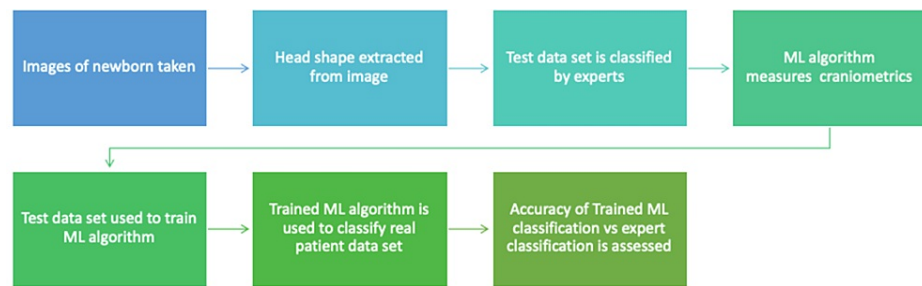 Images of newborn taken
Head shape extracted
from image
Test data set is classified
by experts
ML algorithm
measures craniometrics
Test data set used to train
ML algorithm
Trained ML algorithm is
used to classify real
patient data set
Accuracy of Trained ML
classification vs expert
classification is assessed